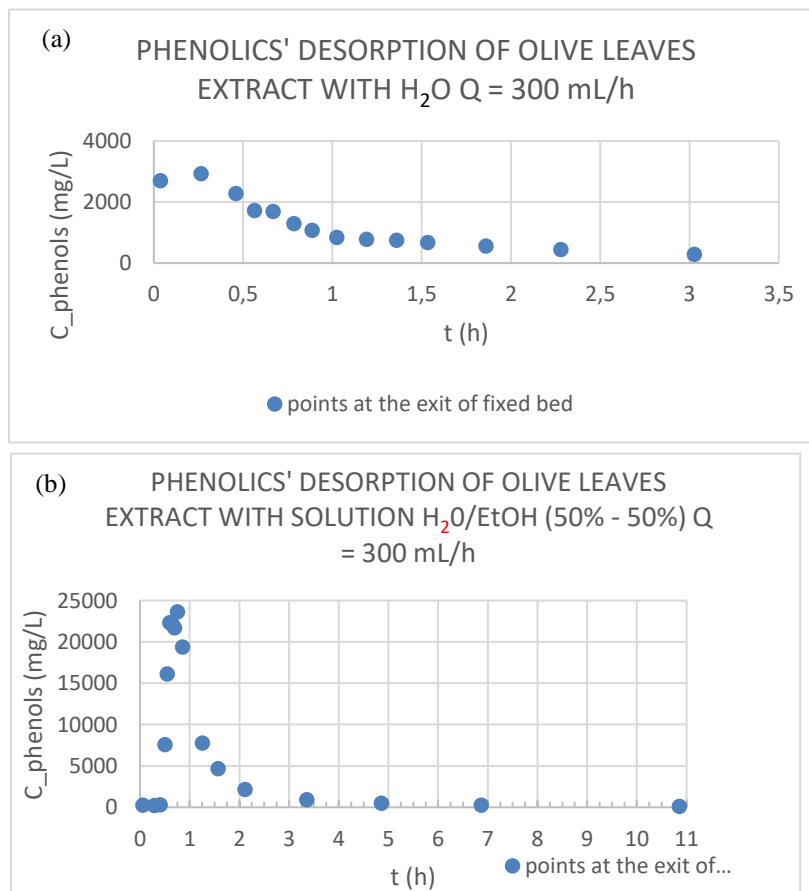 (a)
PHENOLICS' DESORPTION OF OLIVE LEAVES
EXTRACT WITH H₂O Q = 300 mL/h
C_phenols (mg/L)
4000
2000
0
0 0,5 1 1,5 2 2,5 3 3,5
t (h)
points at the exit of fixed bed
(b)
PHENOLICS' DESORPTION OF OLIVE LEAVES
EXTRACT WITH SOLUTION H₂0/EtOH (50% - 50%) Q
= 300 mL/h
C_phenols (mg/L)
25000
20000
15000
10000
5000
0
0 1 2 3 4 5 6 7 8 9 10 11
t (h)
points at the exit of…